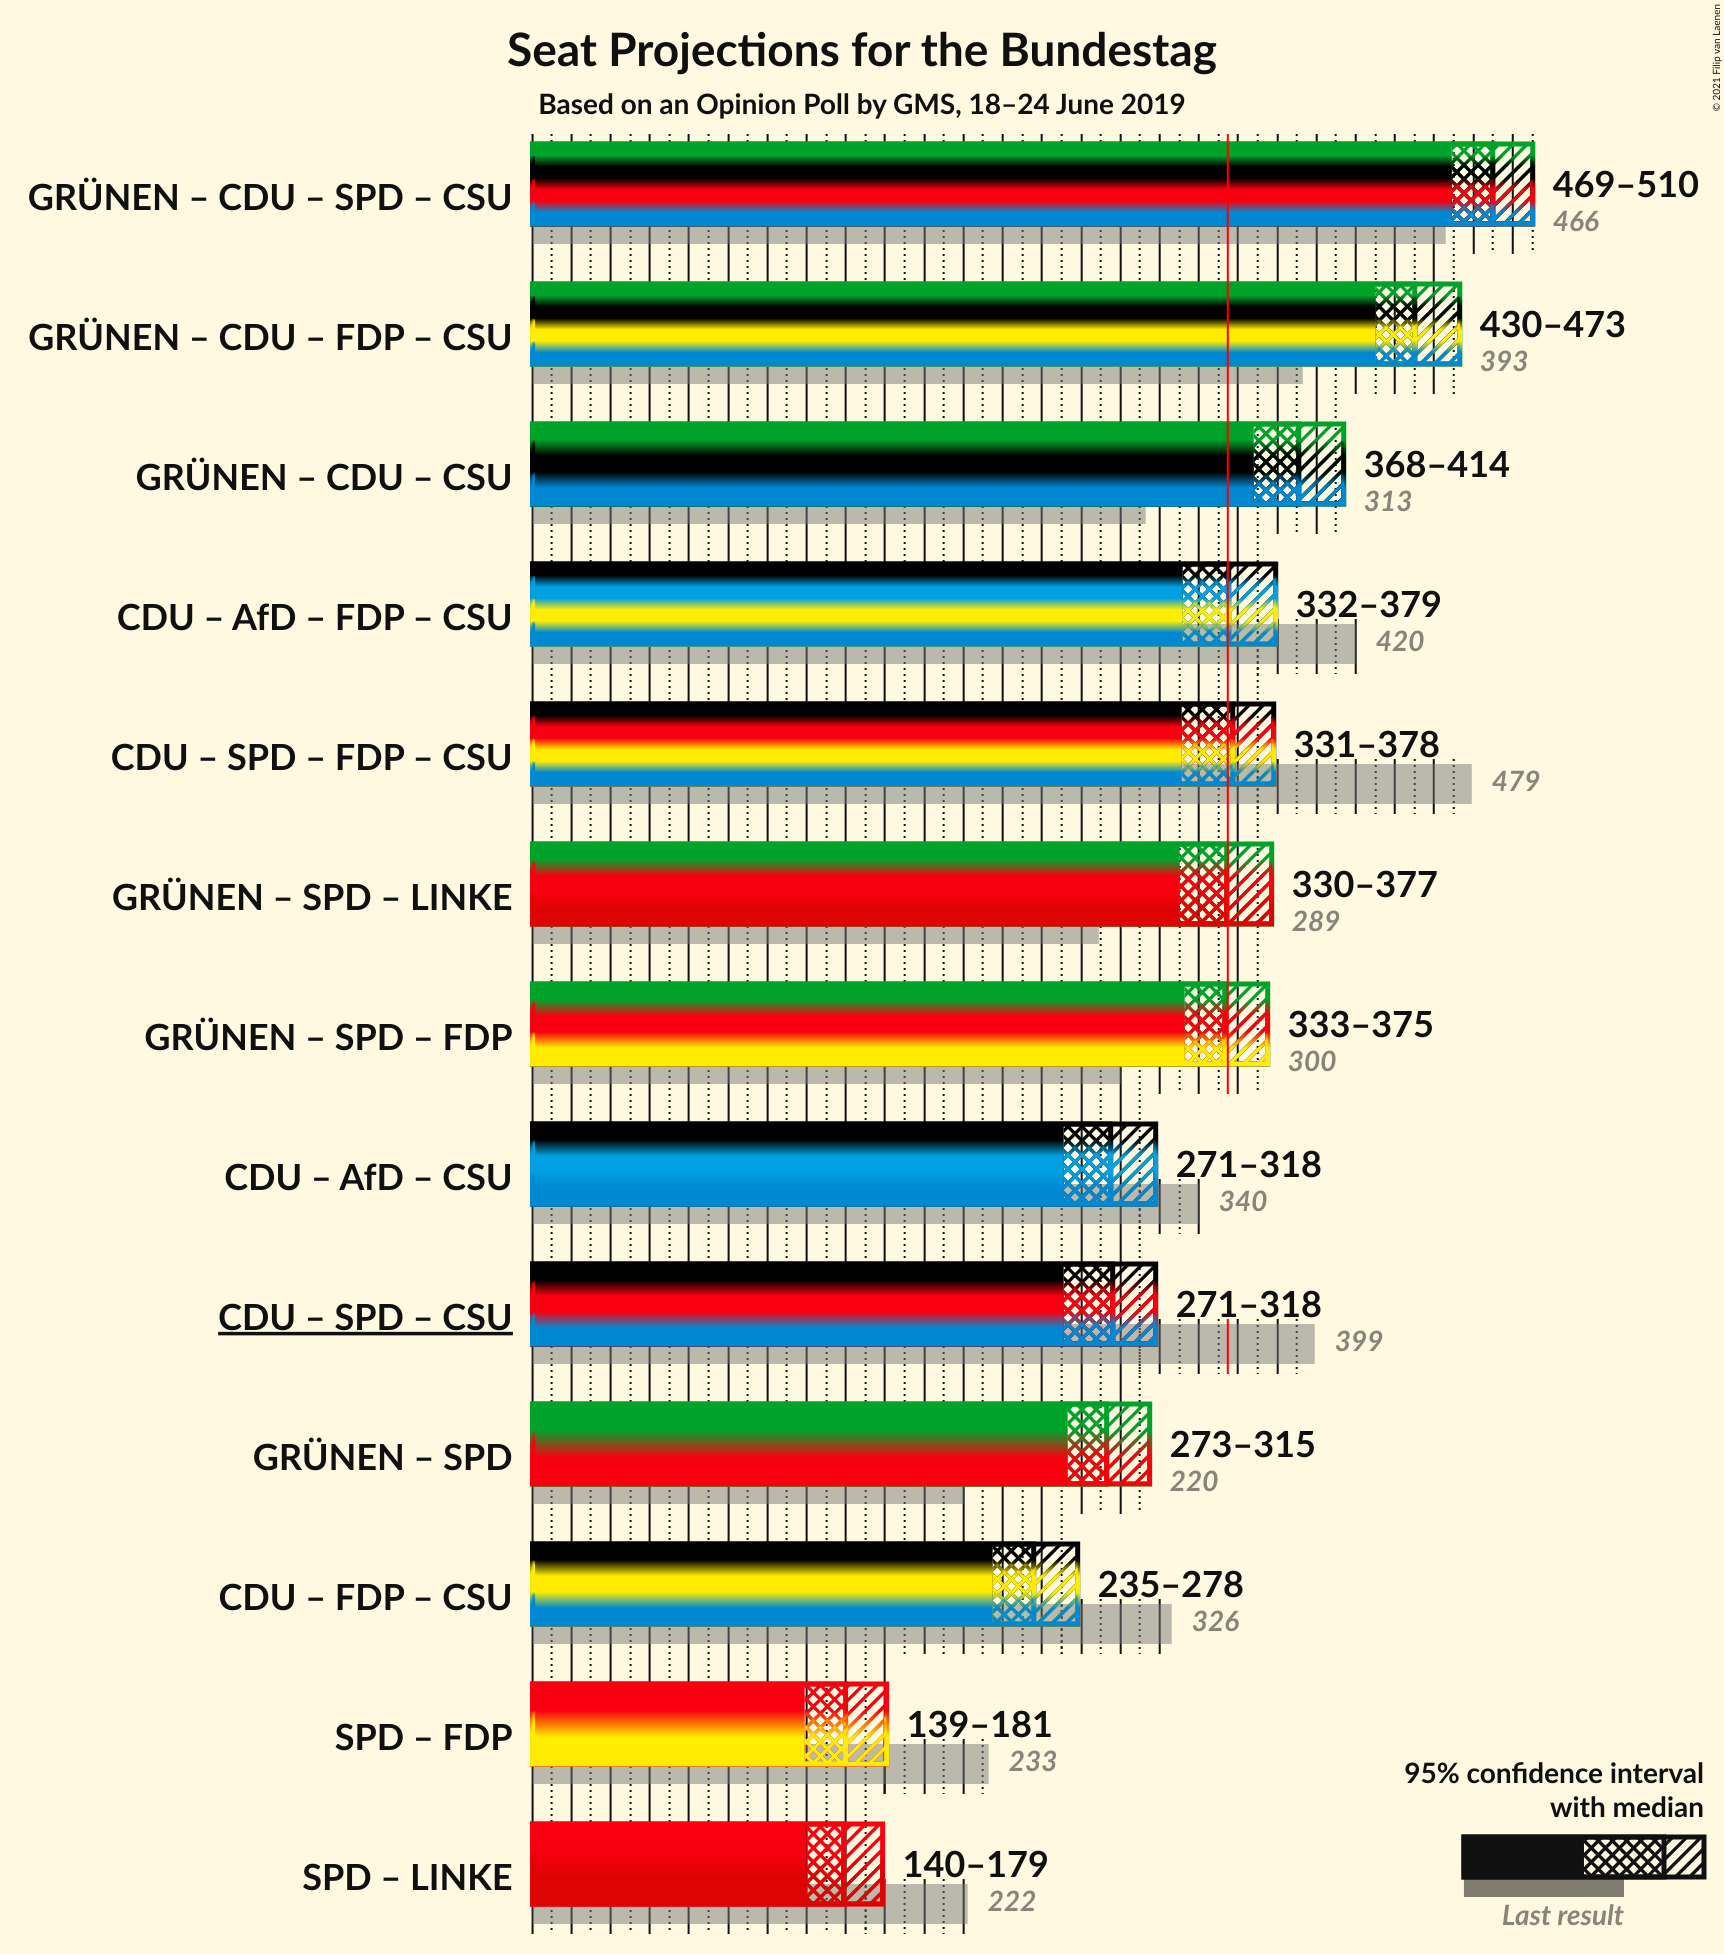 Seat Projections for the Bundestag
Based on an Opinion Poll by GMS, 18–24 June 2019
© 2021 Filip van Laenen
GRÜNEN – CDU – SPD – CSU
469–510
466
GRÜNEN – CDU – FDP – CSU
430–473
393
GRÜNEN – CDU – CSU
368–414
313
CDU – AfD – FDP – CSU
332–379
420
CDU – SPD – FDP – CSU
331–378
479
GRÜNEN – SPD – LINKE
330–377
289
GRÜNEN – SPD – FDP
333–375
300
CDU – AfD – CSU
271–318
340
CDU – SPD – CSU
271–318
399
GRÜNEN – SPD
273–315
220
CDU – FDP – CSU
235–278
326
SPD – FDP
139–181
233
SPD – LINKE
140–179
222
95% confidence interval
with median
Last result